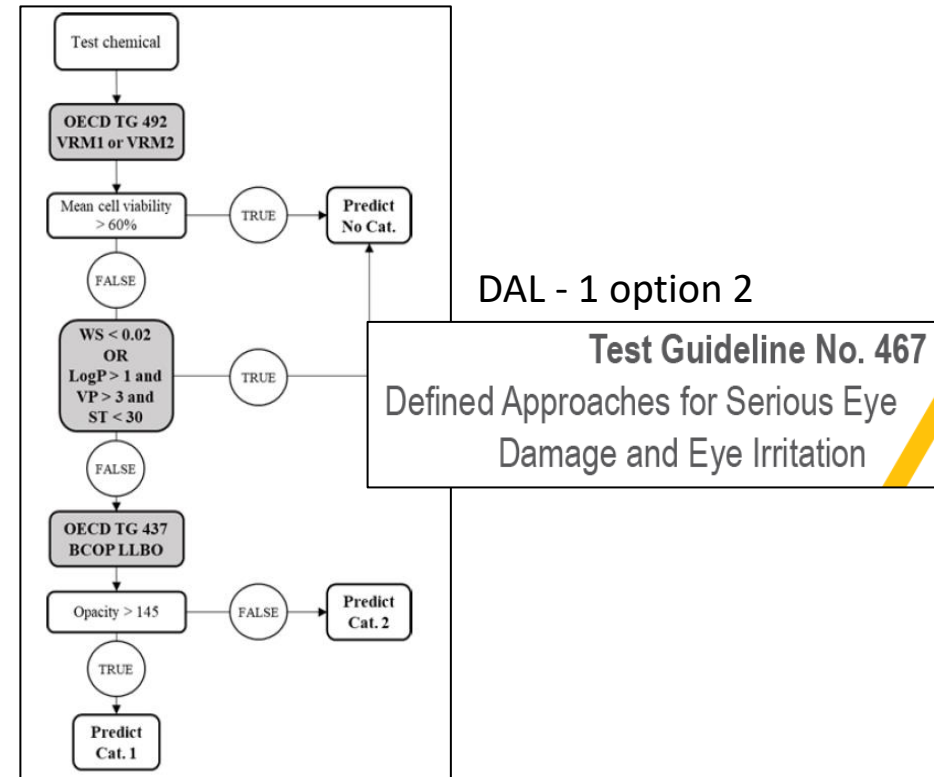 Test chemical
OECD TG 492
VRM1 or VRM2
Mean cell viability
> 60%
TRUE
Predict
No Cat.
FALSE
WS < 0.02
OR
LogP > 1 and
VP > 3 and
ST < 30
TRUE
FALSE
OECD TG 437
BCOP LLBO
Opacity > 145
FALSE
Predict
Cat. 2
TRUE
Predict
Cat. 1
DAL - 1 option 2
Test Guideline No. 467
Defined Approaches for Serious Eye
Damage and Eye Irritation